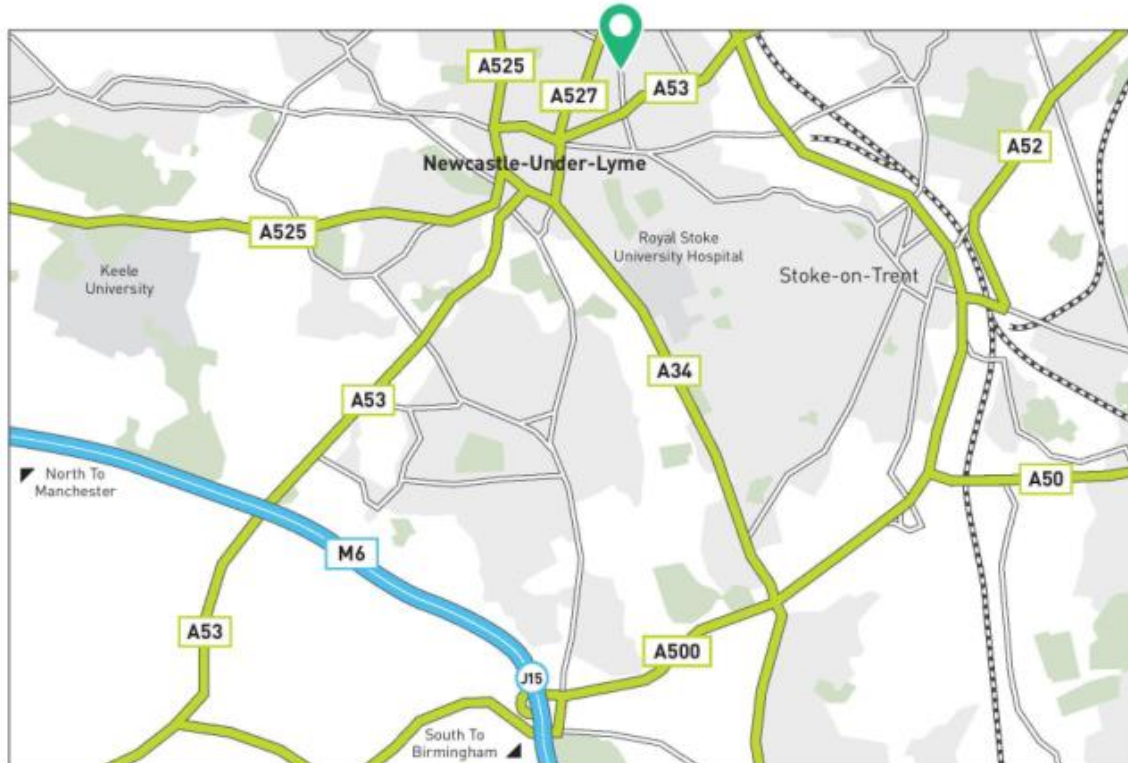 A525
A527
A53
A52
Newcastle-Under-Lyme
A525
Royal Stoke
University Hospital
Keele
University
Stoke-on-Trent
A34
A53
North To
Manchester
A50
M6
A53
A500
J15
South To
Birmingham